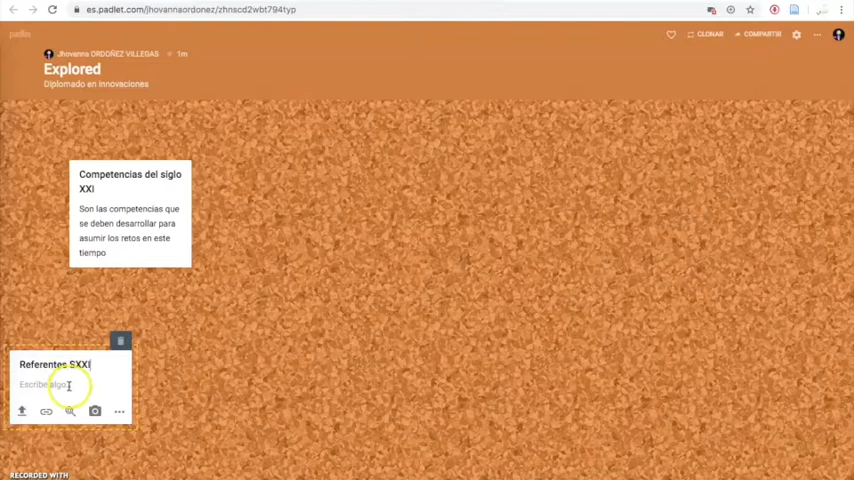 es.padlet.com/jhovannaordonez/zhnscd2wbt794typ
padlet
CLONAR
COMPARTIR
Jhovanna ORDOÑEZ VILLEGAS
1m
Explored
Diplomado en innovaciones
Competencias del siglo
XXI
Son las competencias que
se deben desarrollar para
asumir los retos en este
tiempo
Referentes SXXI
Escribe algo
RECORDED WITH